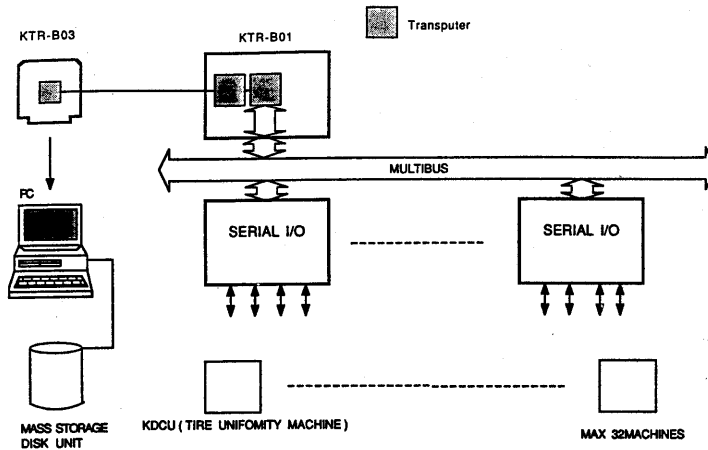 Transputer
KTR-B03
KTR-B01
MULTIBUS
PC
SERIAL I/O
SERIAL I/O
KDCU ( TIRE UNIFOMITY MACHINE )
MAX 32MACHINES
MASS STORAGE
DISK UNIT